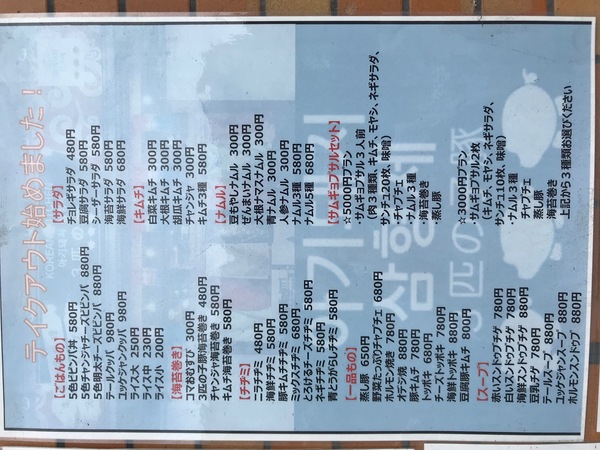 テイクアウト始めました！
[ごはんもの]
5色ビビンバ丼 580円
5色チャンジャチーズビビンバ 880円
5色明太チーズビビンバ 880円
テールクッパ 980円
ユッケジャンクッパ 980円
ライス大 250円
ライス中 230円
ライス小 200円
[海苔巻き]
コマおむすび 300円
3匹の子豚海苔巻き 480円
チャンジャ海苔巻き 580円
キムチ海苔巻き 580円
[チヂミ]
ニラチヂミ 480円
海鮮チヂミ 580円
豚キムチチヂミ 580円
ミックスチヂミ 680円
とろけるチーズチヂミ 580円
ネギチヂミ 580円
青とうがらしチヂミ 580円
[一品もの]
蒸し豚 650円
野菜たっぷりチャプチェ 680円
ホルモン焼き 780円
オデン焼 580円
豚キムチ 780円
トッポギ 680円
チーズトッポギ 780円
海鮮トッポギ 880円
豆腐豚キムチ 800円
[スープ]
赤いスンドゥブチゲ 780円
白いスンドゥブチゲ 780円
海鮮スンドゥブチゲ 880円
豆乳チゲ 780円
テールスープ 880円
ユッケジャンスープ 880円
ホルモンスンドゥブ 880円
[サラダ]
チョレギサラダ 480円
豆腐サラダ 580円
シーザーサラダ 580円
海苔サラダ 580円
海鮮サラダ 680円
[キムチ]
白菜キムチ 300円
大根キムチ 300円
胡瓜キムチ 300円
チャンジャ 300円
キムチ3種 580円
[ナムル]
豆もやしナムル 300円
ぜんまいナムル 300円
大根ナマスナムル 300円
青ナムル 300円
人参ナムル 300円
ナムル3種 580円
ナムル5種 680円
[サムギョプサルセット]
☆5000円プラン
・サムギョプサル3人前
(肉3種類、キムチ、モヤシ、ネギサラダ、
サンチュ20枚、味噌)
・ナムル3種
・チャプチェ
・海苔巻き
・蒸し豚
☆3000円プラン
・サムギョプサル2枚
(キムチ、モヤシ、ネギサラダ、
サンチュ10枚、味噌)
・ナムル3種
チャプチェ
蒸し豚
海苔巻き
上記から3種類お選びください